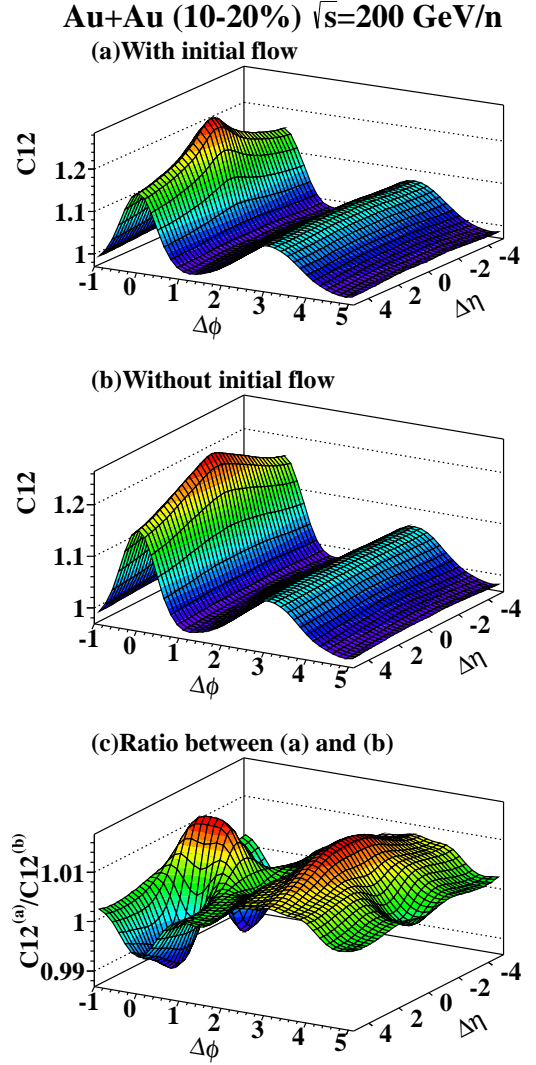 Au+Au (10-20%) √s=200 GeV/n
(a)With initial flow
C12
1.2
1.1
1
-1 0 1 2 3 4 5
Δϕ
4 2 0 -2 -4
Δη
(b)Without initial flow
C12
1.2
1.1
1
-1 0 1 2 3 4 5
Δϕ
4 2 0 -2 -4
Δη
(c)Ratio between (a) and (b)
C12(a)/C12(b)
1.01
1
0.99
-1 0 1 2 3 4 5
Δϕ
4 2 0 -2 -4
Δη